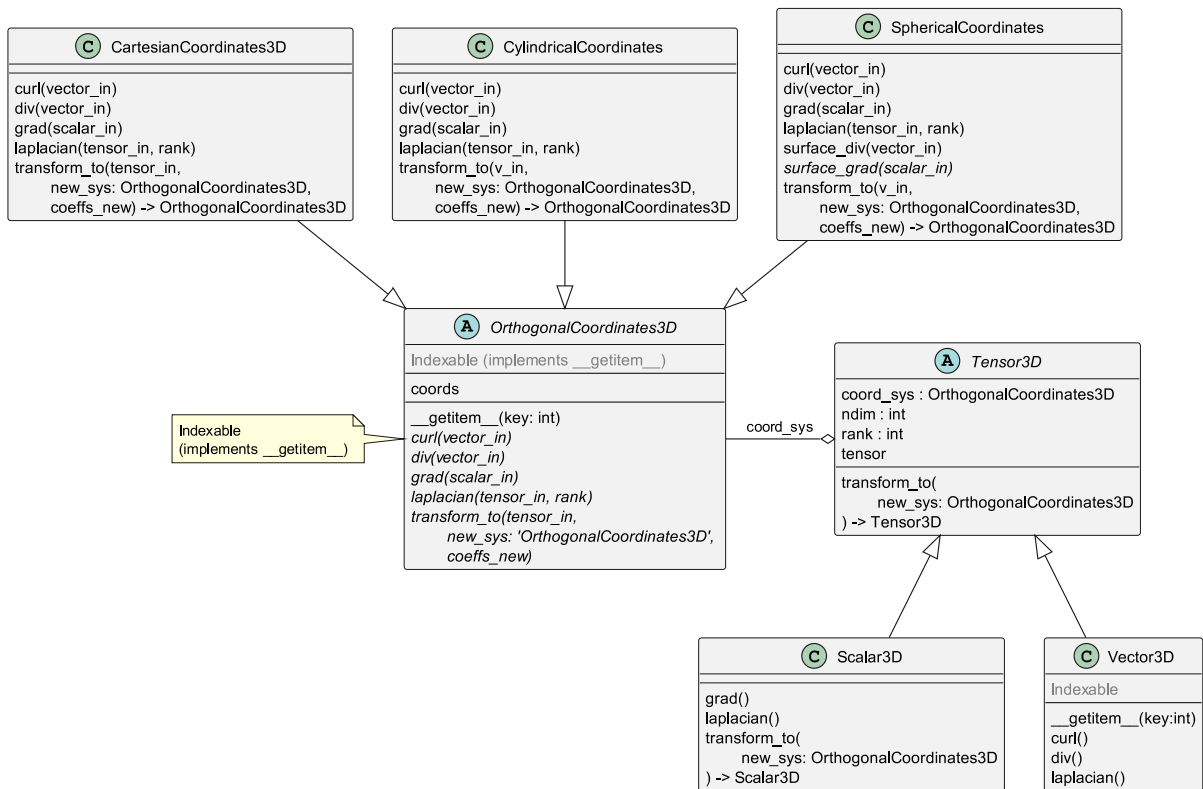 C CartesianCoordinates3D
curl(vector_in)
div(vector_in)
grad(scalar_in)
laplacian(tensor_in, rank)
transform_to(tensor_in,
new_sys: OrthogonalCoordinates3D,
coeffs_new) -> OrthogonalCoordinates3D
C CylindricalCoordinates
curl(vector_in)
div(vector_in)
grad(scalar_in)
laplacian(tensor_in, rank)
transform_to(v_in,
new_sys: OrthogonalCoordinates3D,
coeffs_new) -> OrthogonalCoordinates3D
C SphericalCoordinates
curl(vector_in)
div(vector_in)
grad(scalar_in)
laplacian(tensor_in, rank)
surface_div(vector_in)
surface_grad(scalar_in)
transform_to(v_in,
new_sys: OrthogonalCoordinates3D,
coeffs_new) -> OrthogonalCoordinates3D
Indexable
(implements __getitem__)
A OrthogonalCoordinates3D
Indexable (implements __getitem__)
coords
__getitem__(key: int)
curl(vector_in)
div(vector_in)
grad(scalar_in)
laplacian(tensor_in, rank)
transform_to(tensor_in,
new_sys: 'OrthogonalCoordinates3D',
coeffs_new)
coord_sys
A Tensor3D
coord_sys : OrthogonalCoordinates3D
ndim : int
rank : int
tensor
transform_to(
new_sys: OrthogonalCoordinates3D
) -> Tensor3D
C Scalar3D
grad()
laplacian()
transform_to(
new_sys: OrthogonalCoordinates3D
) -> Scalar3D
C Vector3D
Indexable
__getitem__(key:int)
curl()
div()
laplacian()